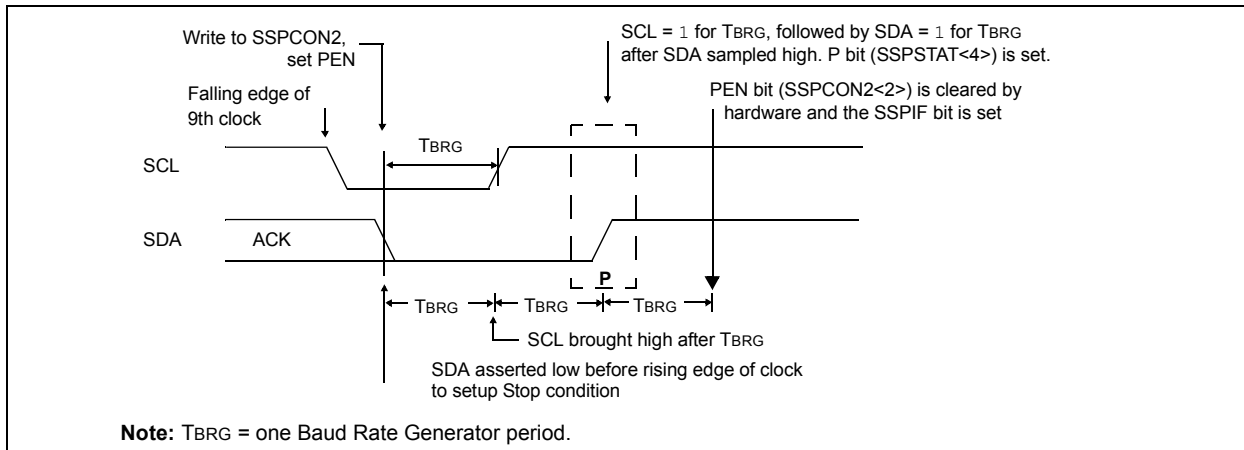 Write to SSPCON2,
set PEN
SCL = 1 for TBRG, followed by SDA = 1 for TBRG
after SDA sampled high. P bit (SSPSTAT<4>) is set.
Falling edge of
9th clock
PEN bit (SSPCON2<2>) is cleared by
hardware and the SSPIF bit is set
TBRG
SCL
SDA
ACK
P
TBRG
TBRG
TBRG
SCL brought high after TBRG
SDA asserted low before rising edge of clock
to setup Stop condition
Note: TBRG = one Baud Rate Generator period.